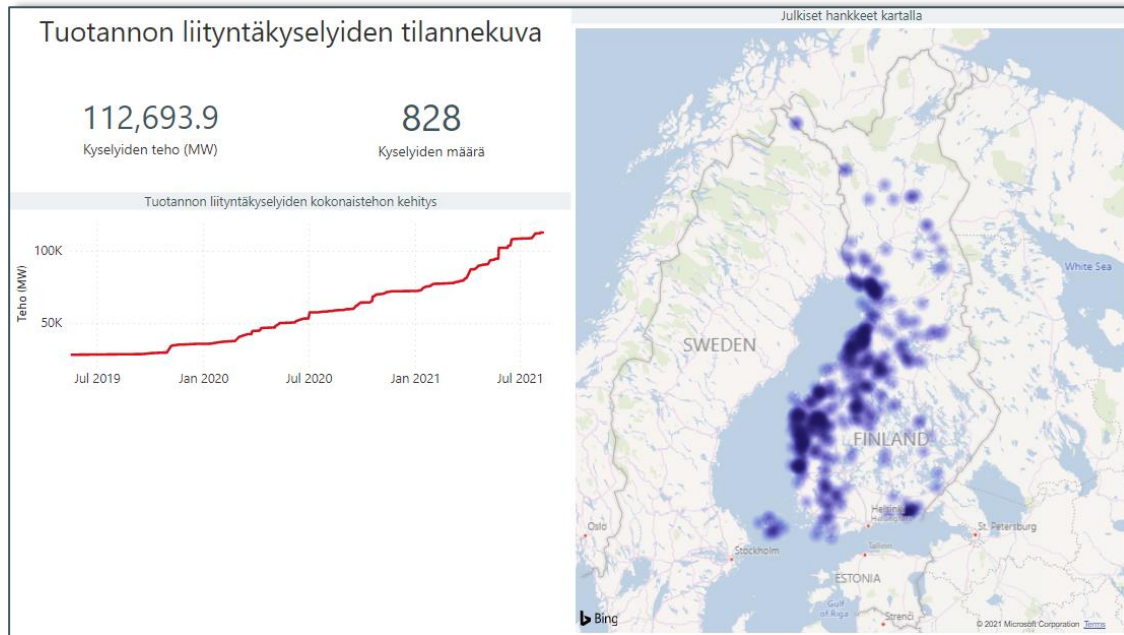 Tuotannon liityntäkyselyiden tilannekuva
112,693.9
Kyselyiden teho (MW)
828
Kyselyiden määrä
Tuotannon liityntäkyselyiden kokonaistehon kehitys
Teho (MW)
100K
50K
Jul 2019
Jan 2020
Jul 2020
Jan 2021
Jul 2021
Julkiset hankkeet kartalla
White Sea
SWEDEN
FINLAND
Helsinki
Oslo
St. Petersburg
Stockholm
Tallinn
ESTONIA
Gulf
of Riga
Strenči
Bing
© 2021 Microsoft Corporation Terms